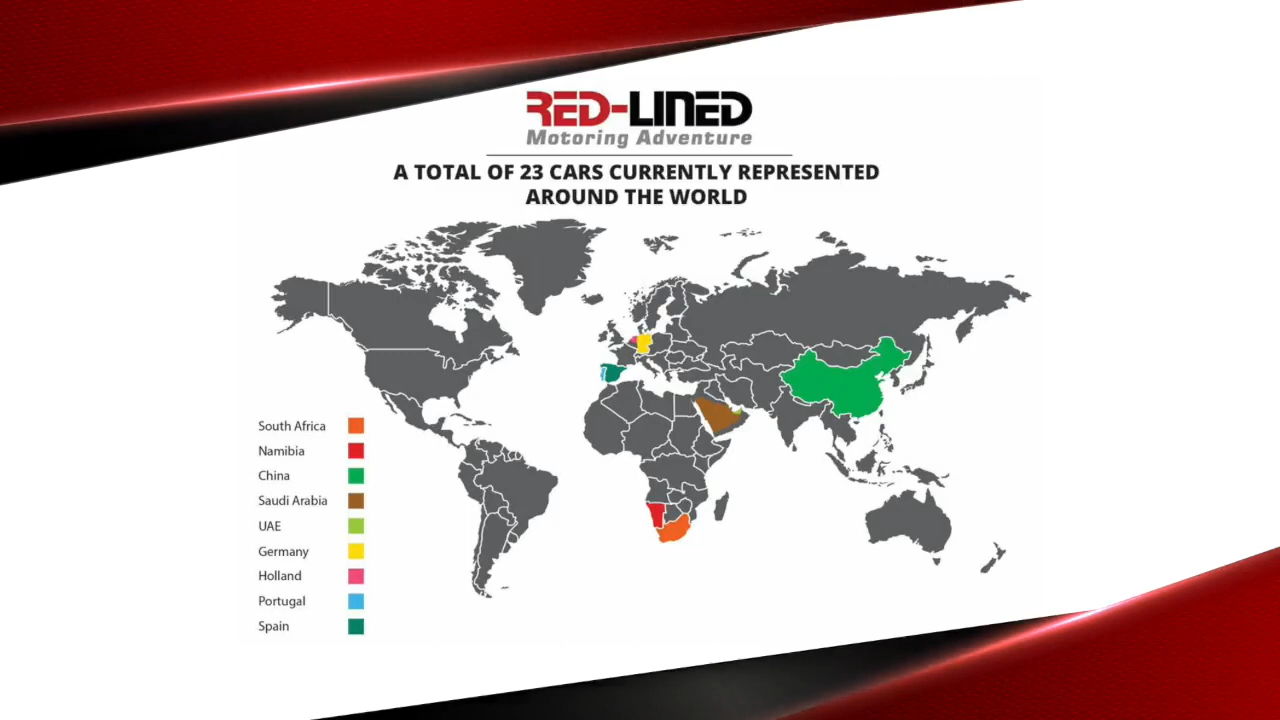 RED-LINED
Motoring Adventure
A TOTAL OF 23 CARS CURRENTLY REPRESENTED
AROUND THE WORLD
South Africa
Namibia
China
Saudi Arabia
UAE
Germany
Holland
Portugal
Spain